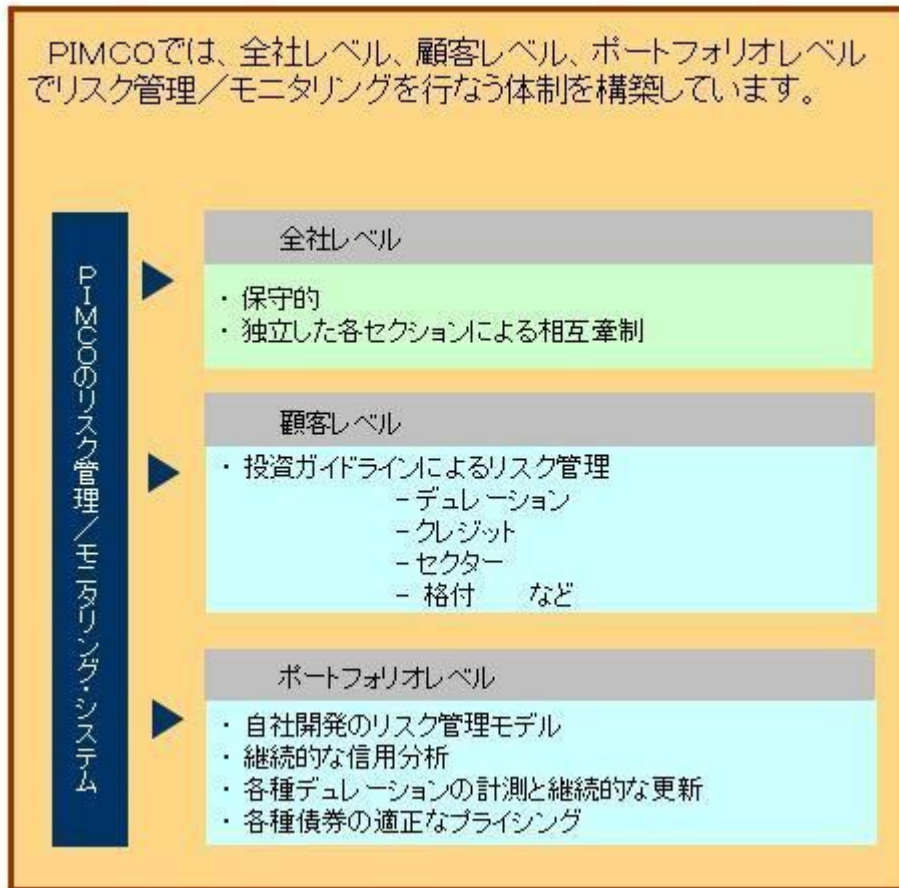 PIMCOでは、全社レベル、顧客レベル、ポートフォリオレベル
でリスク管理／モニタリングを行なう体制を構築しています。
PIMCOのリスク管理／モニタリング・システム
全社レベル
・ 保守的
・ 独立した各セクションによる相互牽制
顧客レベル
・ 投資ガイドラインによるリスク管理
－デュレーション
－クレジット
－セクター
－ 格付　など
ポートフォリオレベル
・ 自社開発のリスク管理モデル
・ 継続的な信用分析
・ 各種デュレーションの計測と継続的な更新
・ 各種債券の適正なプライシング